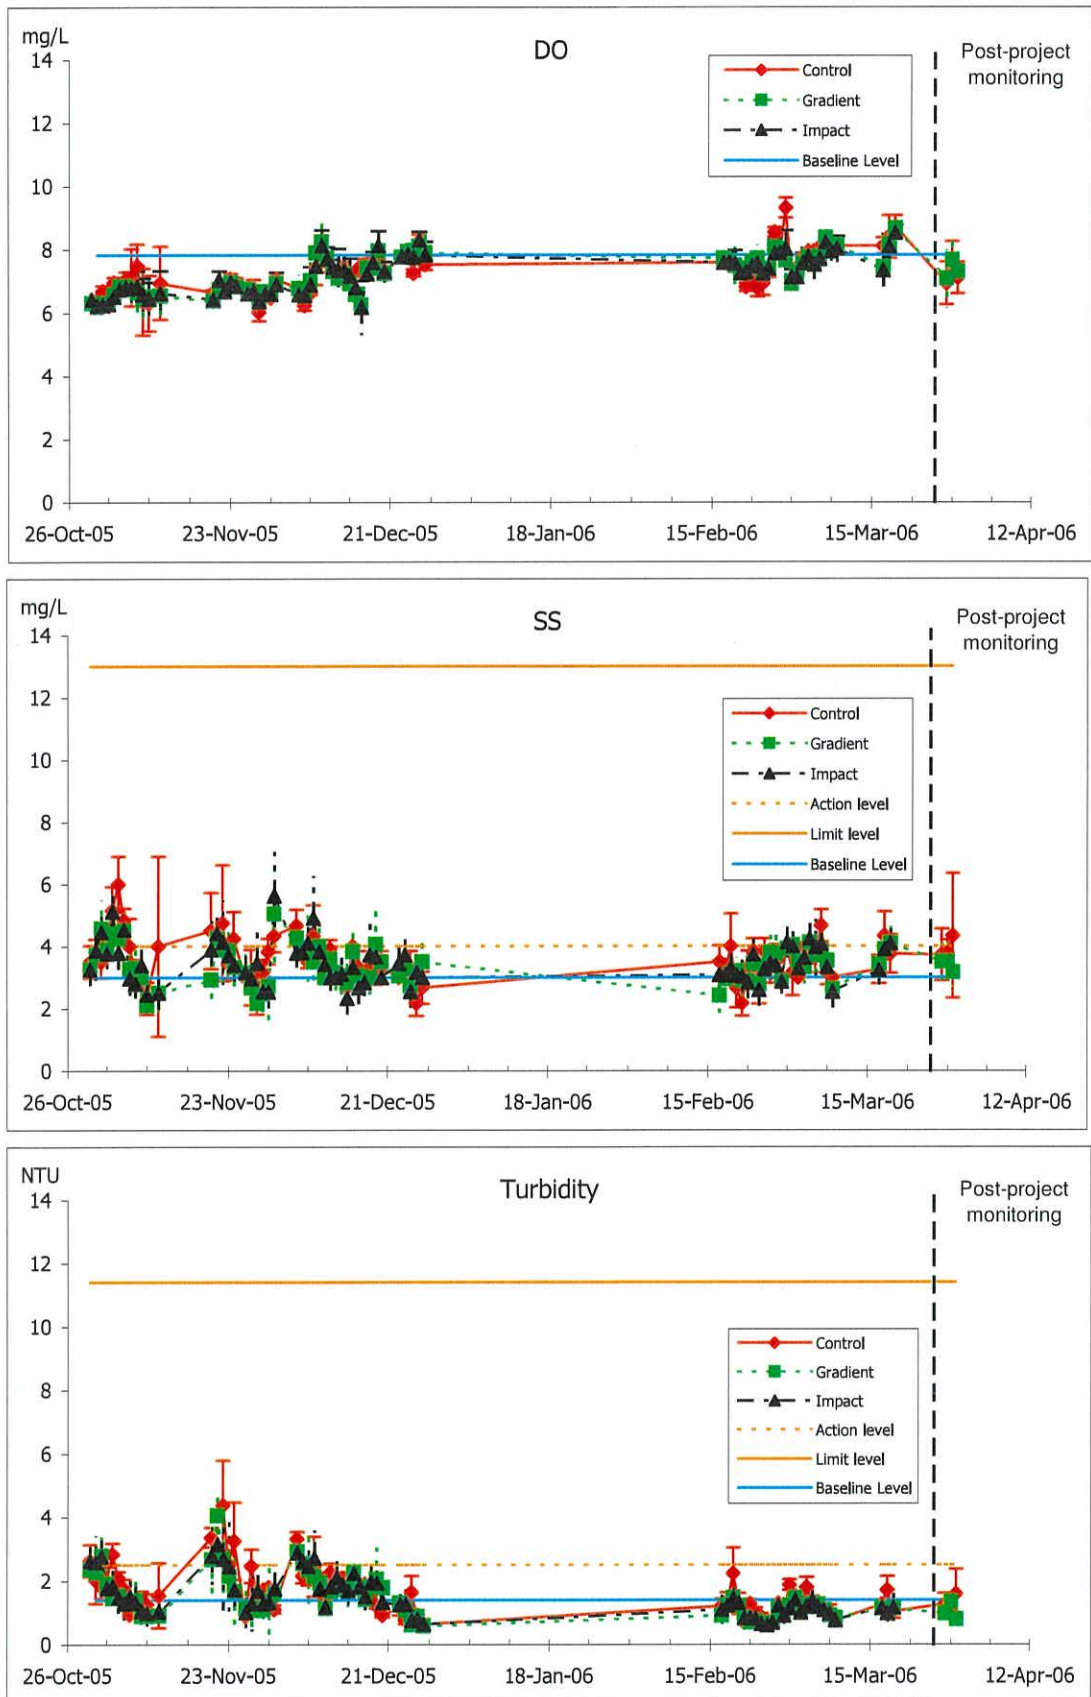 mg/L
DO
Post-project
monitoring
14
12
10
8
6
4
2
0
Control
Gradient
Impact
Baseline Level
26-Oct-05 23-Nov-05 21-Dec-05 18-Jan-06 15-Feb-06 15-Mar-06 12-Apr-06
mg/L
SS
Post-project
monitoring
14
12
10
8
6
4
2
0
Control
Gradient
Impact
Action level
Limit level
Baseline Level
26-Oct-05 23-Nov-05 21-Dec-05 18-Jan-06 15-Feb-06 15-Mar-06 12-Apr-06
NTU
Turbidity
Post-project
monitoring
14
12
10
8
6
4
2
0
Control
Gradient
Impact
Action level
Limit level
Baseline Level
26-Oct-05 23-Nov-05 21-Dec-05 18-Jan-06 15-Feb-06 15-Mar-06 12-Apr-06